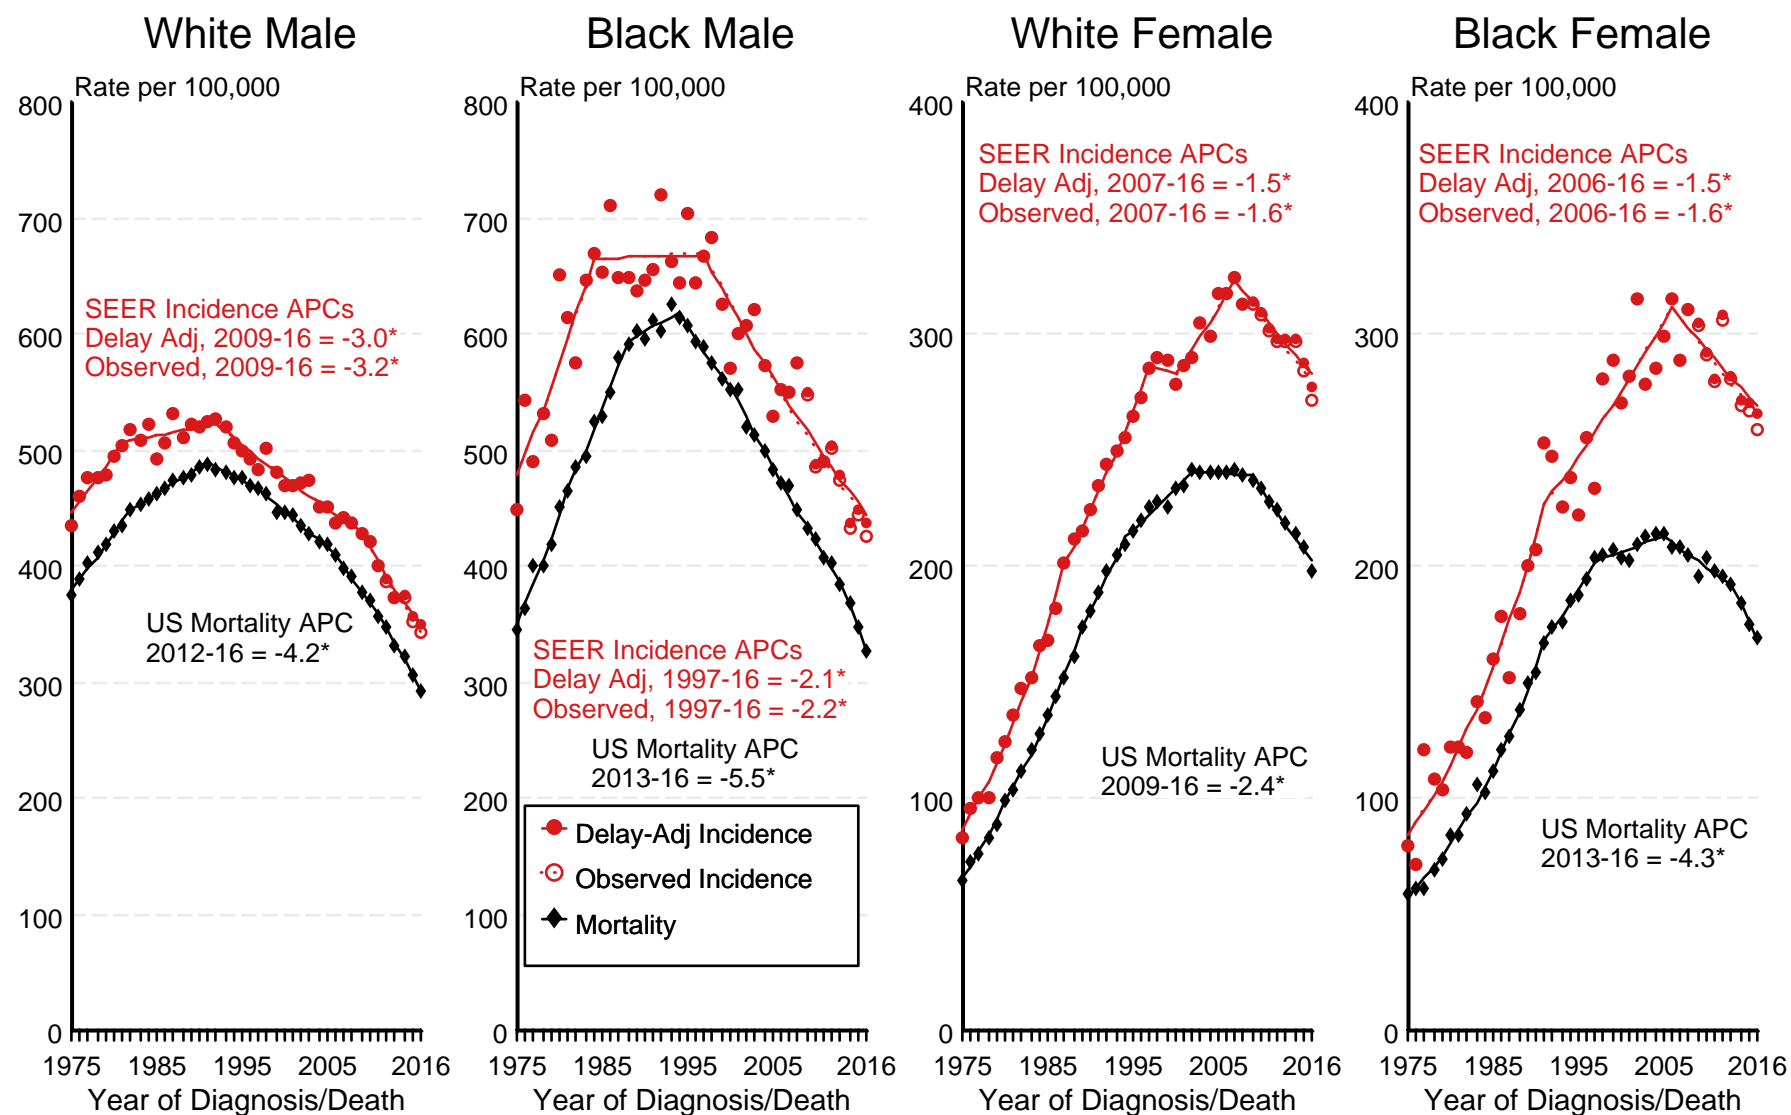 White Male
Rate per 100,000
800
700
600
500
400
300
200
100
0
SEER Incidence APCs
Delay Adj, 2009-16 = -3.0*
Observed, 2009-16 = -3.2*
US Mortality APC
2012-16 = -4.2*
1975 1985 1995 2005 2016
Year of Diagnosis/Death
Black Male
Rate per 100,000
800
700
600
500
400
300
200
100
0
SEER Incidence APCs
Delay Adj, 1997-16 = -2.1*
Observed, 1997-16 = -2.2*
US Mortality APC
2013-16 = -5.5*
Delay-Adj Incidence
Observed Incidence
Mortality
1975 1985 1995 2005 2016
Year of Diagnosis/Death
White Female
Rate per 100,000
400
300
200
100
0
SEER Incidence APCs
Delay Adj, 2007-16 = -1.5*
Observed, 2007-16 = -1.6*
US Mortality APC
2009-16 = -2.4*
1975 1985 1995 2005 2016
Year of Diagnosis/Death
Black Female
Rate per 100,000
400
300
200
100
0
SEER Incidence APCs
Delay Adj, 2006-16 = -1.5*
Observed, 2006-16 = -1.6*
US Mortality APC
2013-16 = -4.3*
1975 1985 1995 2005 2016
Year of Diagnosis/Death